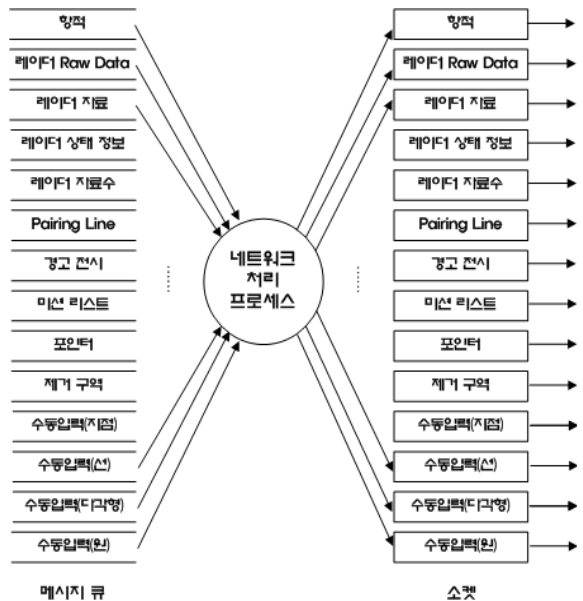 항적
레이더 Raw Data
레이더 자료
레이더 상태 정보
레이더 자료수
Pairing Line
경고 전시
미션 리스트
포인터
제거 구역
수동입력(지점)
수동입력(선)
수동입력(다각형)
수동입력(원)
메시지 큐
네트워크
처리
프로세스
항적
레이더 Raw Data
레이더 자료
레이더 상태 정보
레이더 자료수
Pairing Line
경고 전시
미션 리스트
포인터
제거 구역
수동입력(지점)
수동입력(선)
수동입력(다각형)
수동입력(원)
소켓